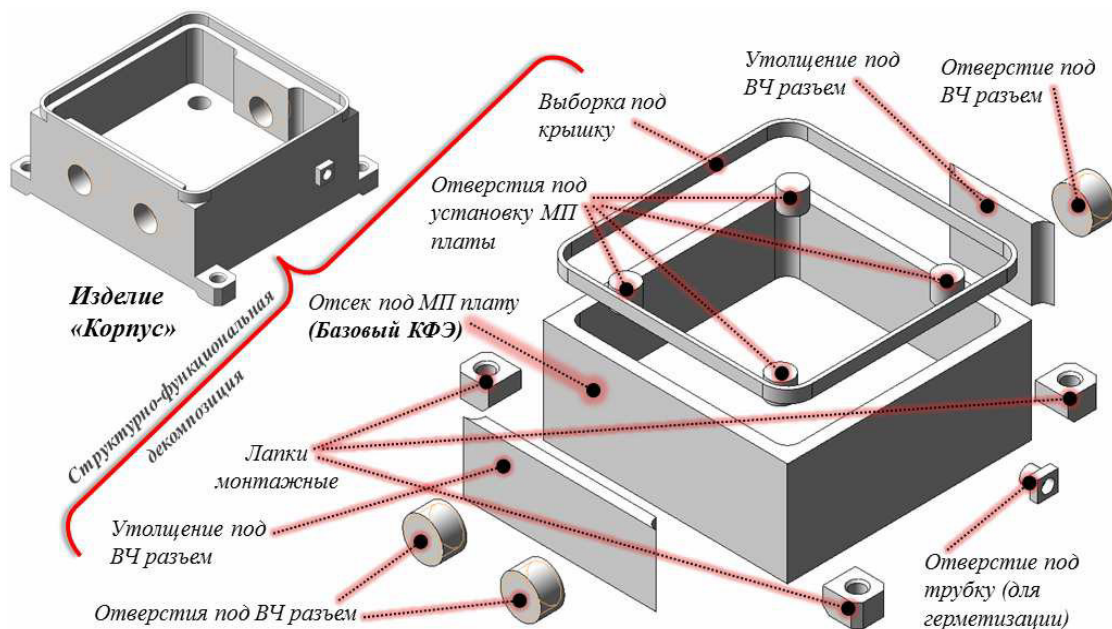 Утолщение под
ВЧ разъем
Отверстие под
ВЧ разъем
Выборка под
крышку
Отверстия под
установку МП
платы
Изделие
«Корпус»
Структурно-функциональная
декомпозиция
Отсек под МП плату
(Базовый КФЭ)
Лапки
монтажные
Утолщение под
ВЧ разъем
Отверстия под ВЧ разъем
Отверстие под
трубку (для
герметизации)